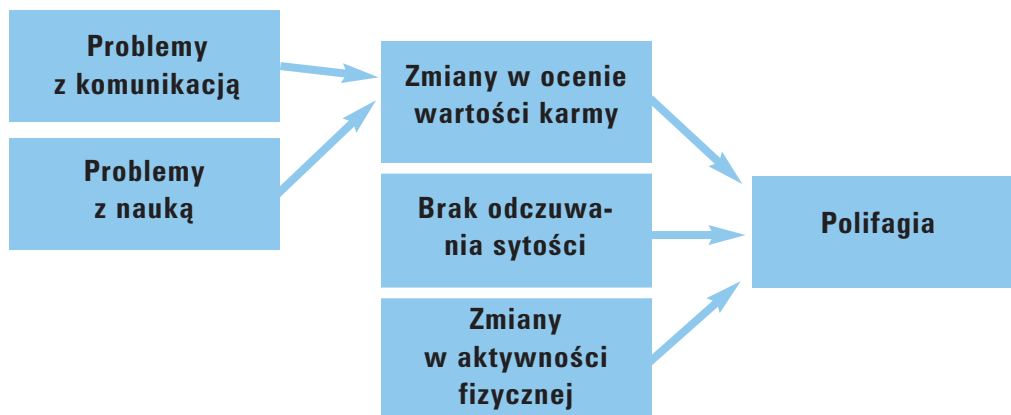 Problemy
z komunikacją
Problemy
z nauką
Zmiany w ocenie
wartości karmy
Brak odczuwa-
nia sytości
Zmiany
w aktywności
fizycznej
Polifagia